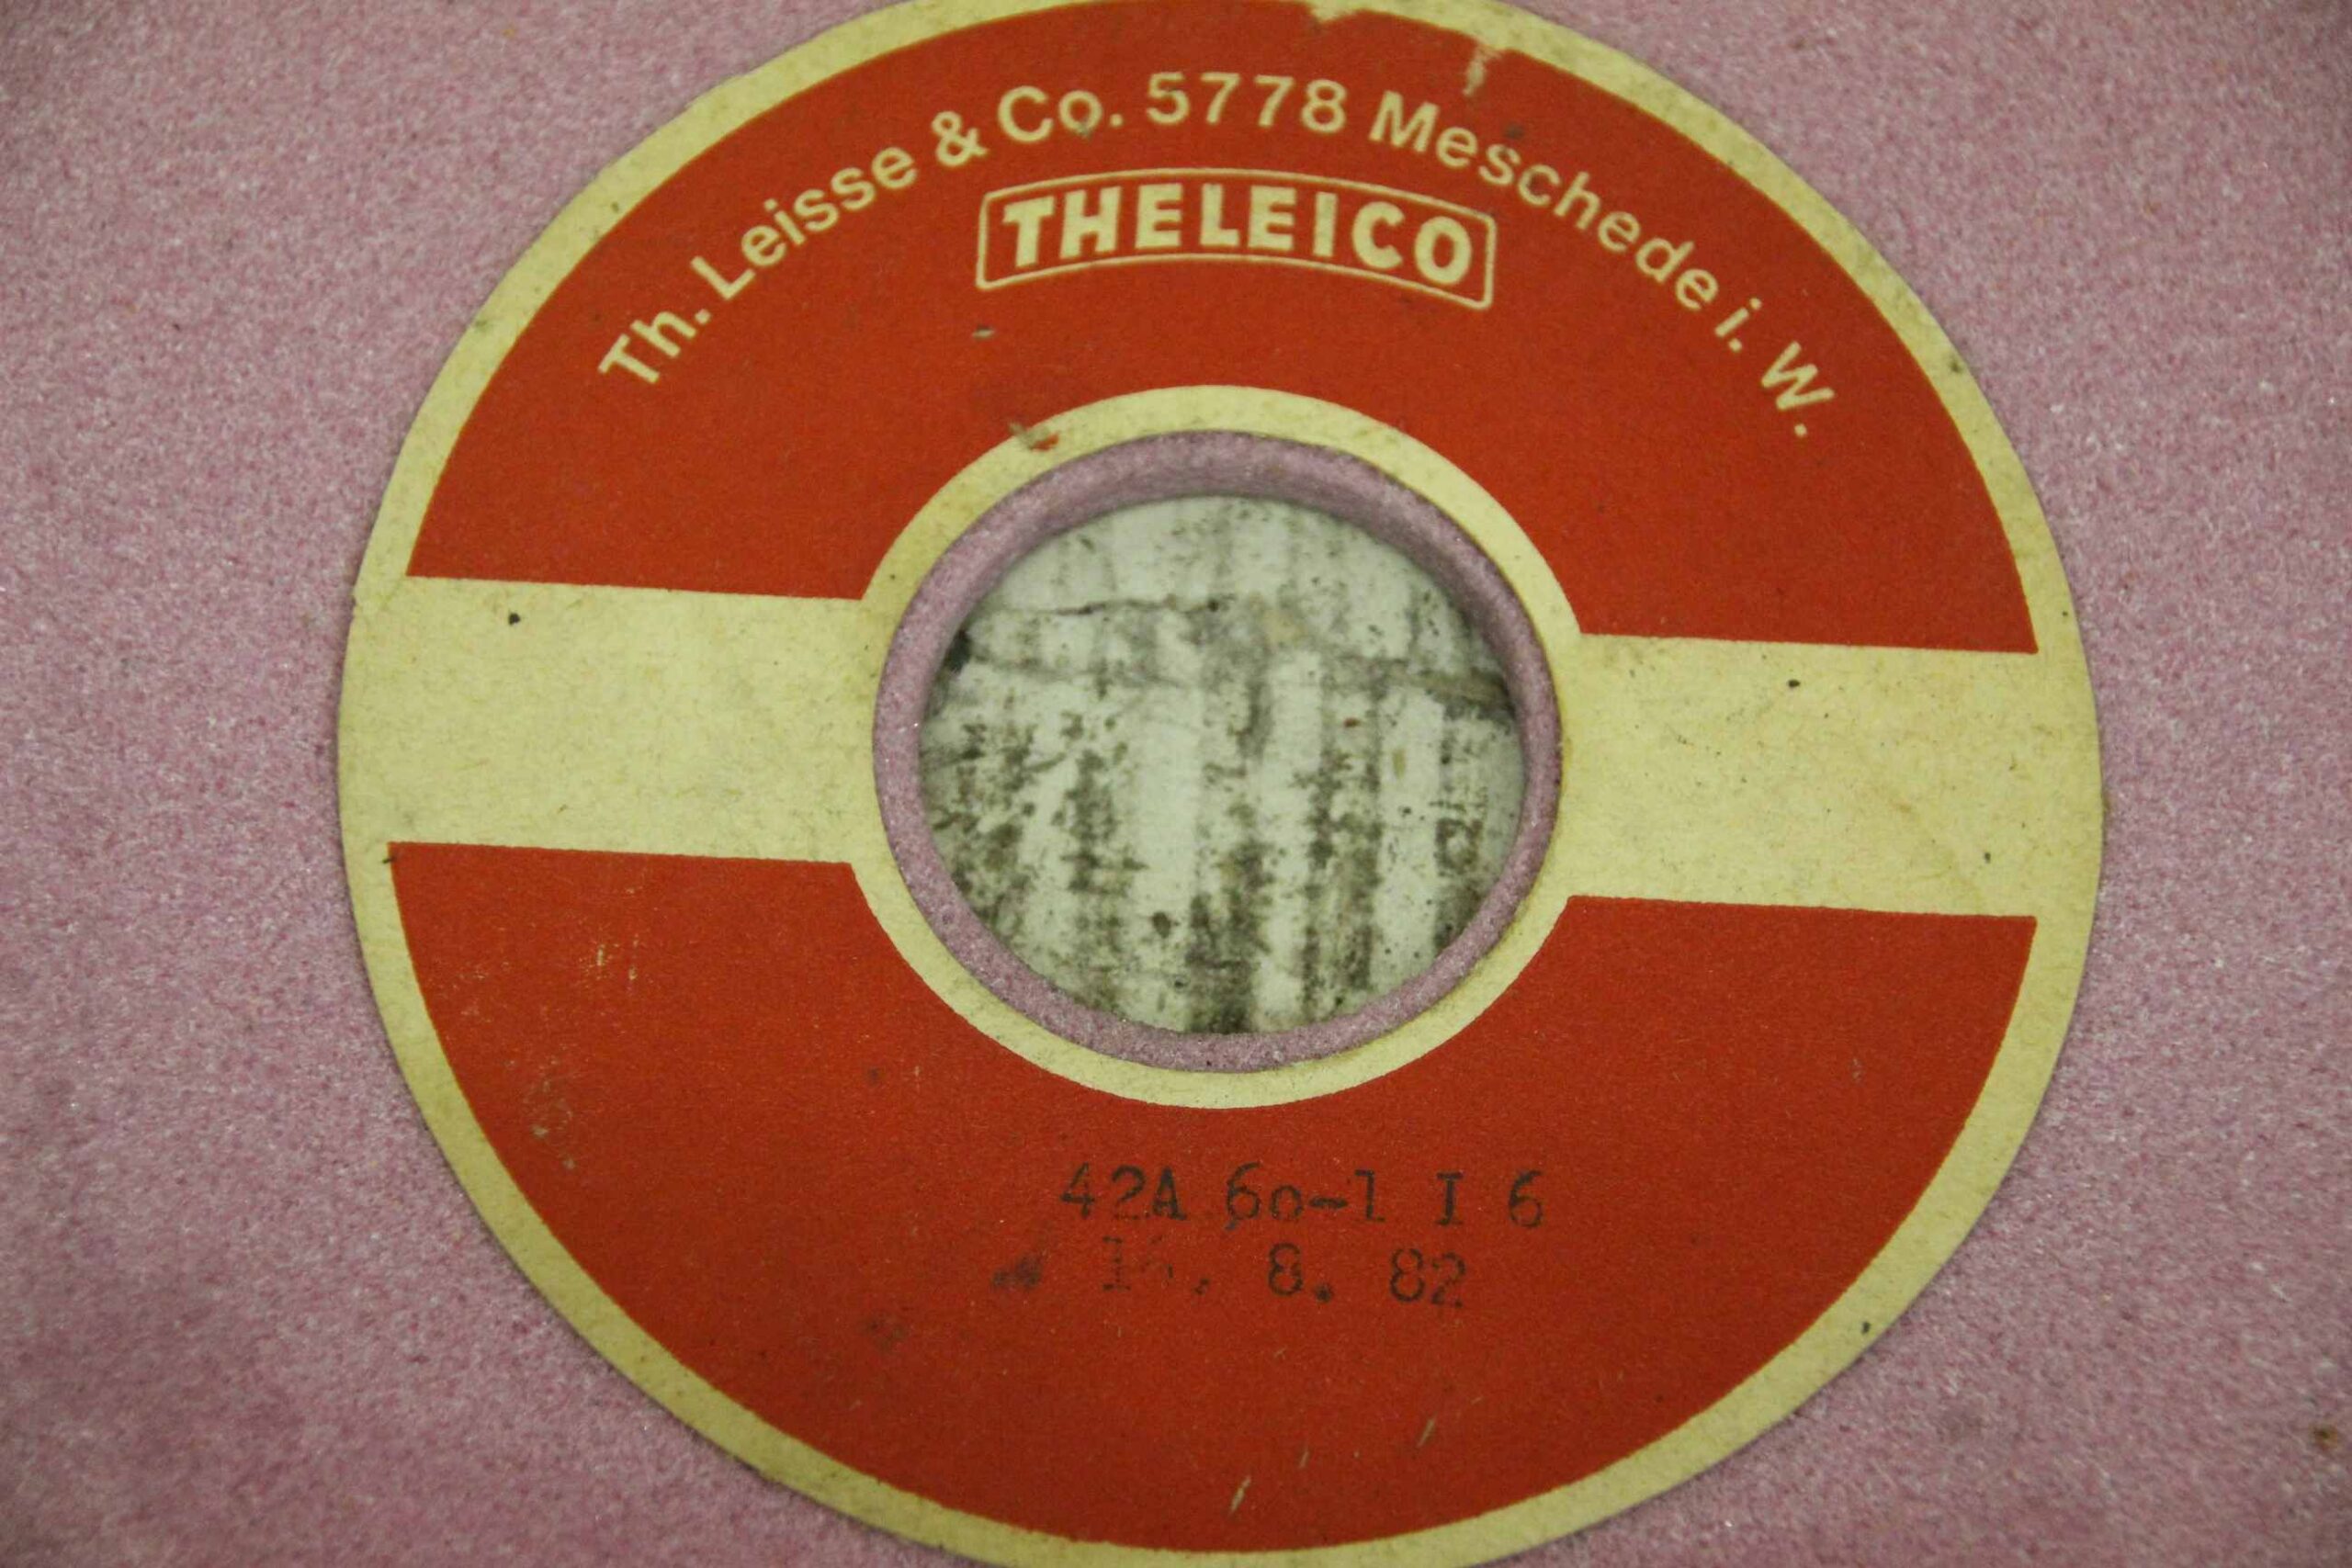 Th. Leisse & Co. 5778 Meschede i. W.
THELEICO
42A 60-1 I 6
8. 82